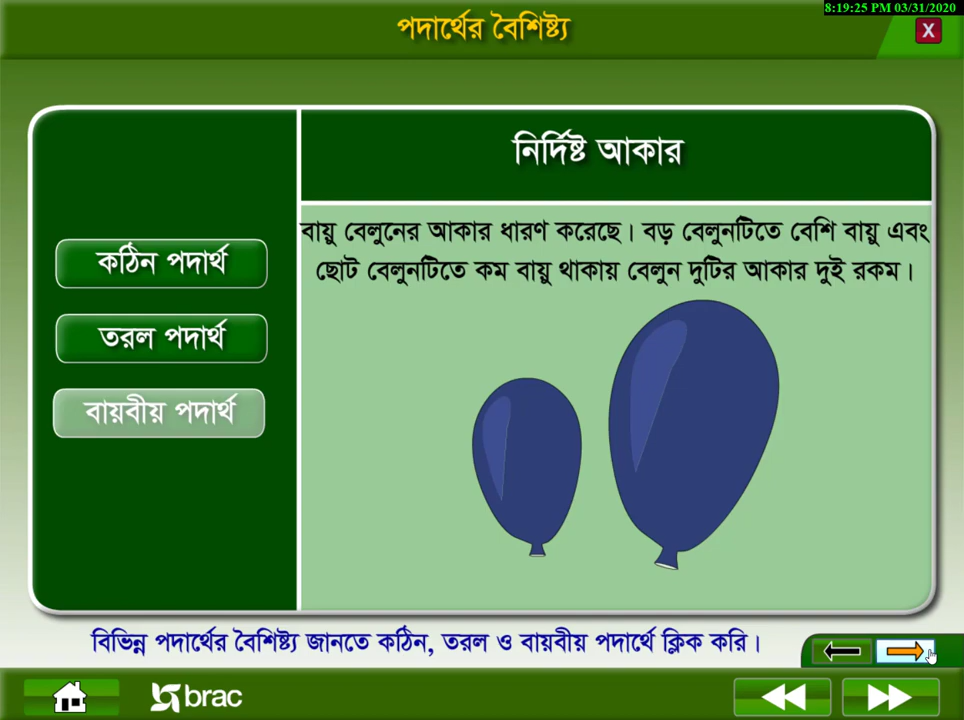 8:19:25 PM 03/31/2020
পদার্থের বৈশিষ্ট্য
X
নির্দিষ্ট আকার
বায়ু বেলুনের আকার ধারণ করেছে। বড় বেলুনটিতে বেশি বায়ু এবং
ছোট বেলুনটিতে কম বায়ু থাকায় বেলুন দুটির আকার দুই রকম।
কঠিন পদার্থ
তরল পদার্থ
বায়বীয় পদার্থ
বিভিন্ন পদার্থের বৈশিষ্ট্য জানতে কঠিন, তরল ও বায়বীয় পদার্থে ক্লিক করি।
brac